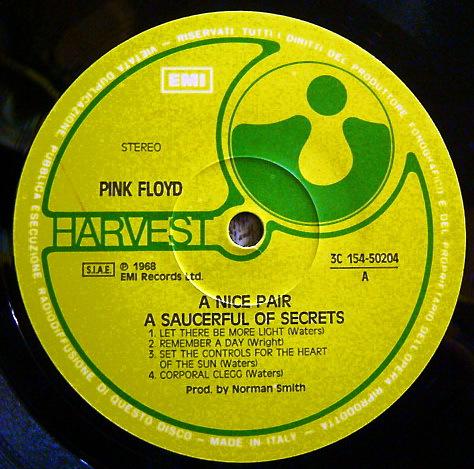 RISERVATI TUTTI I DIRITTI DEL PRODUTTORE FONOGRAFICO E DEL PROPRIETARIO DELL'OPERA RIPRODOTTA
VIETATA DUPLICAZIONE PUBBLICA ESECUZIONE RADIODIFFUSIONE DI QUESTO DISCO - MADE IN ITALY -
EMI
STEREO
PINK FLOYD
HARVEST
S.I.A.E. ℗ 1968
EMI Records Ltd.
3C 154-50204
A
A NICE PAIR
A SAUCERFUL OF SECRETS
1. LET THERE BE MORE LIGHT (Waters)
2. REMEMBER A DAY (Wright)
3. SET THE CONTROLS FOR THE HEART
OF THE SUN (Waters)
4. CORPORAL CLEGG (Waters)
Prod. by Norman Smith